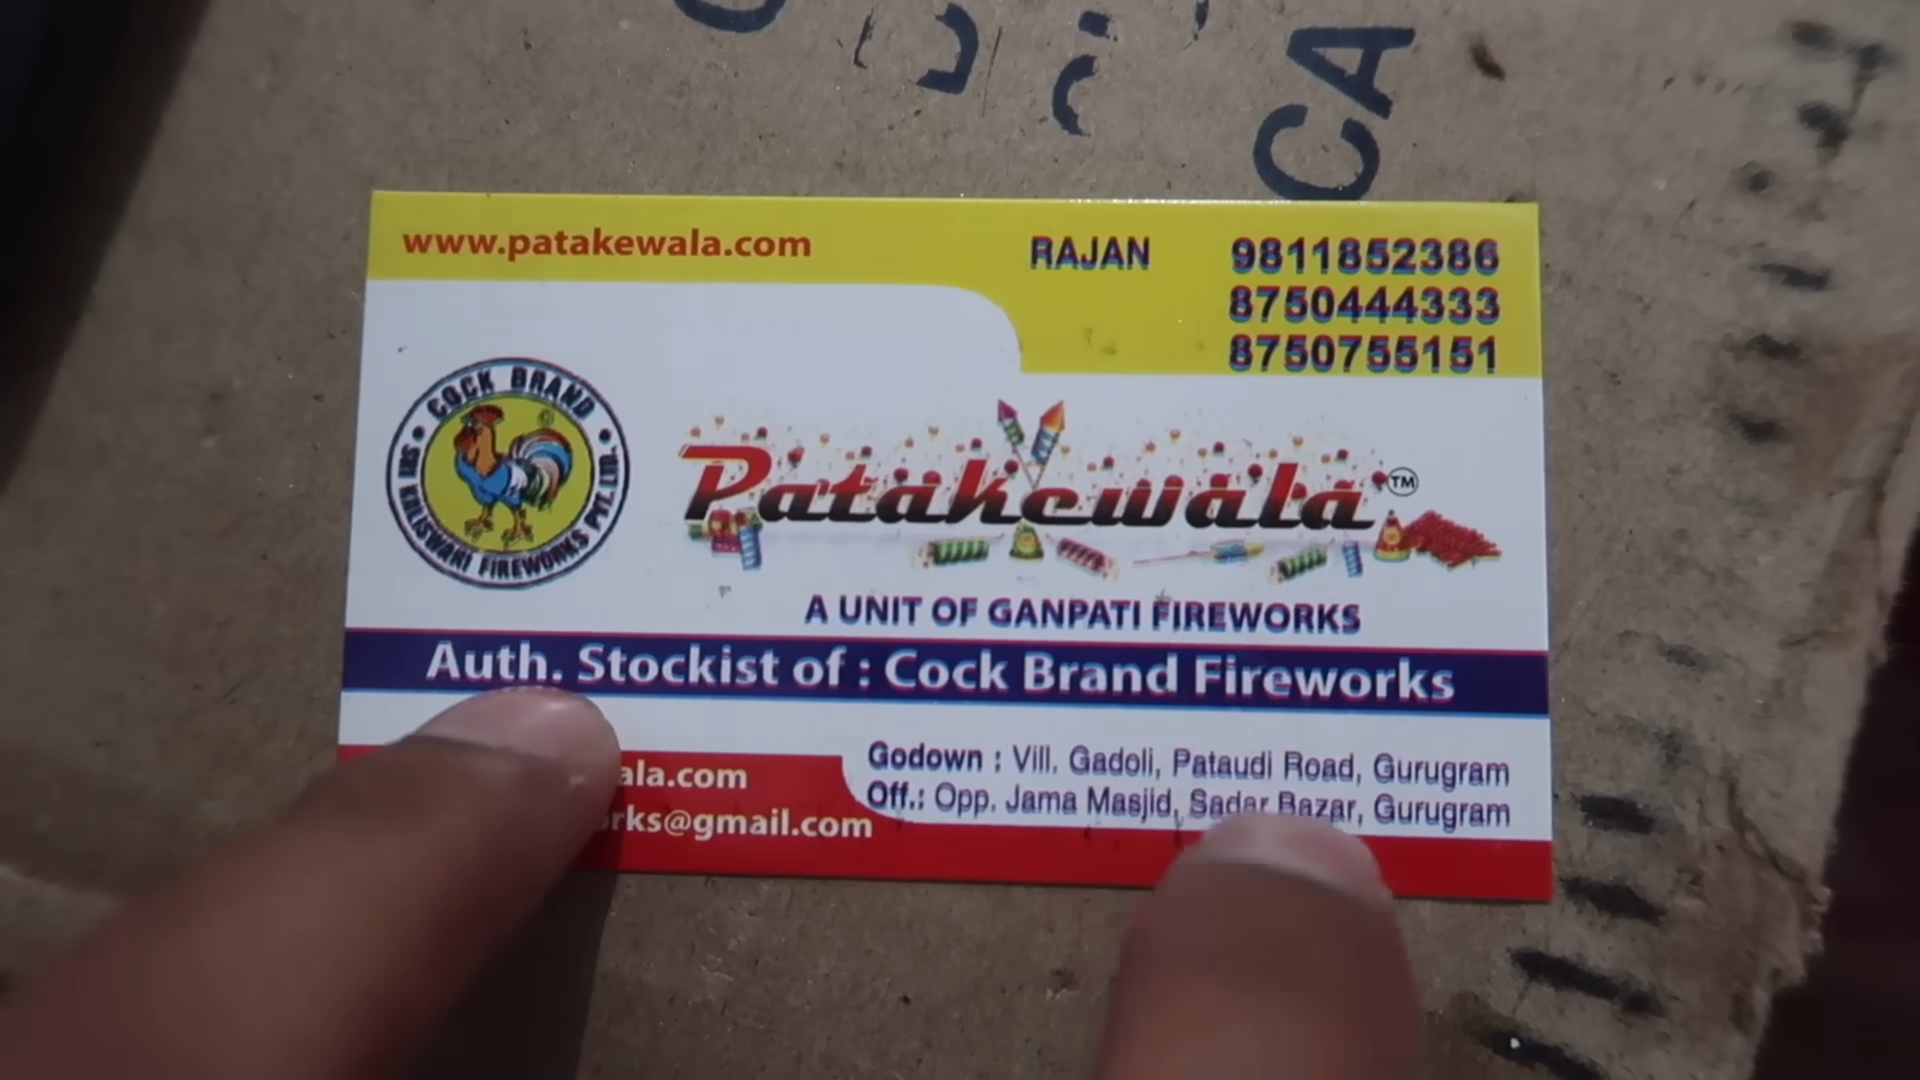 www.patakewala.com
RAJAN 9811852386
8750444333
8750755151
COCK BRAND
SRI KALISWARI FIREWORKS PVT. LTD.
Patakewala™
A UNIT OF GANPATI FIREWORKS
Auth. Stockist of : Cock Brand Fireworks
ala.com
rks@gmail.com
Godown : Vill. Gadoli, Pataudi Road, Gurugram
Off.: Opp. Jama Masjid, Sadar Bazar, Gurugram
CA